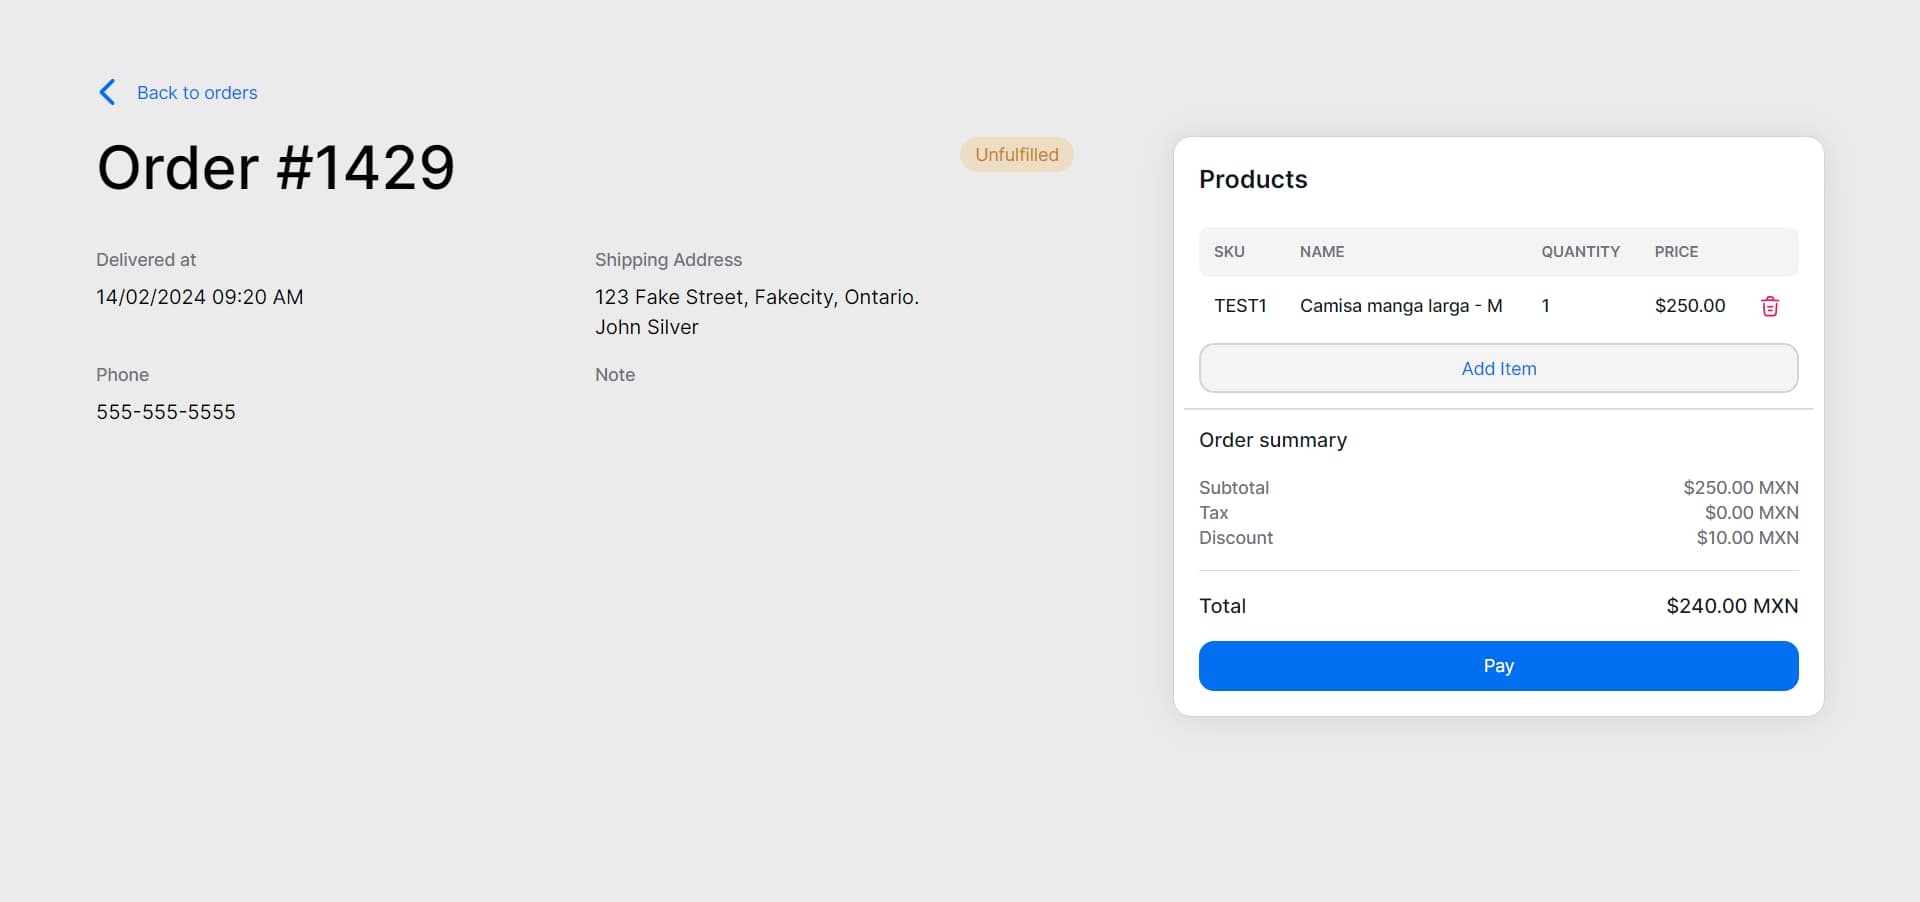 Back to orders
Order #1429
Unfulfilled
Delivered at
14/02/2024 09:20 AM
Shipping Address
123 Fake Street, Fakecity, Ontario.
John Silver
Phone
555-555-5555
Note
Products
SKU NAME QUANTITY PRICE
TEST1 Camisa manga larga - M 1 $250.00
Add Item
Order summary
Subtotal $250.00 MXN
Tax $0.00 MXN
Discount $10.00 MXN
Total $240.00 MXN
Pay